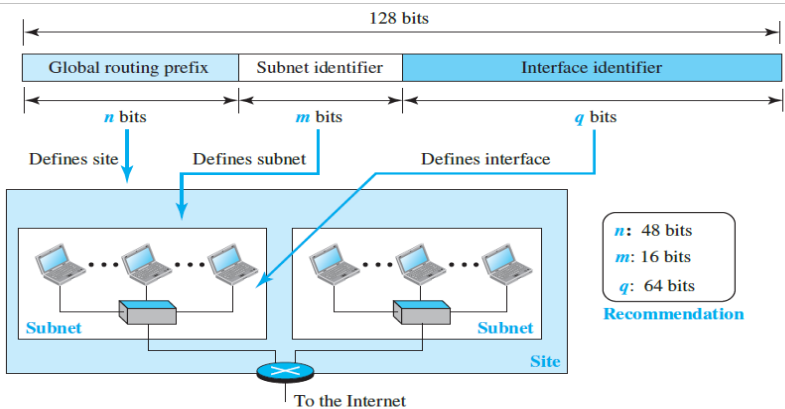 128 bits
Global routing prefix Subnet identifier Interface identifier
n bits m bits q bits
Defines site Defines subnet Defines interface
n: 48 bits
m: 16 bits
q: 64 bits
Recommendation
Subnet Subnet
Site
To the Internet